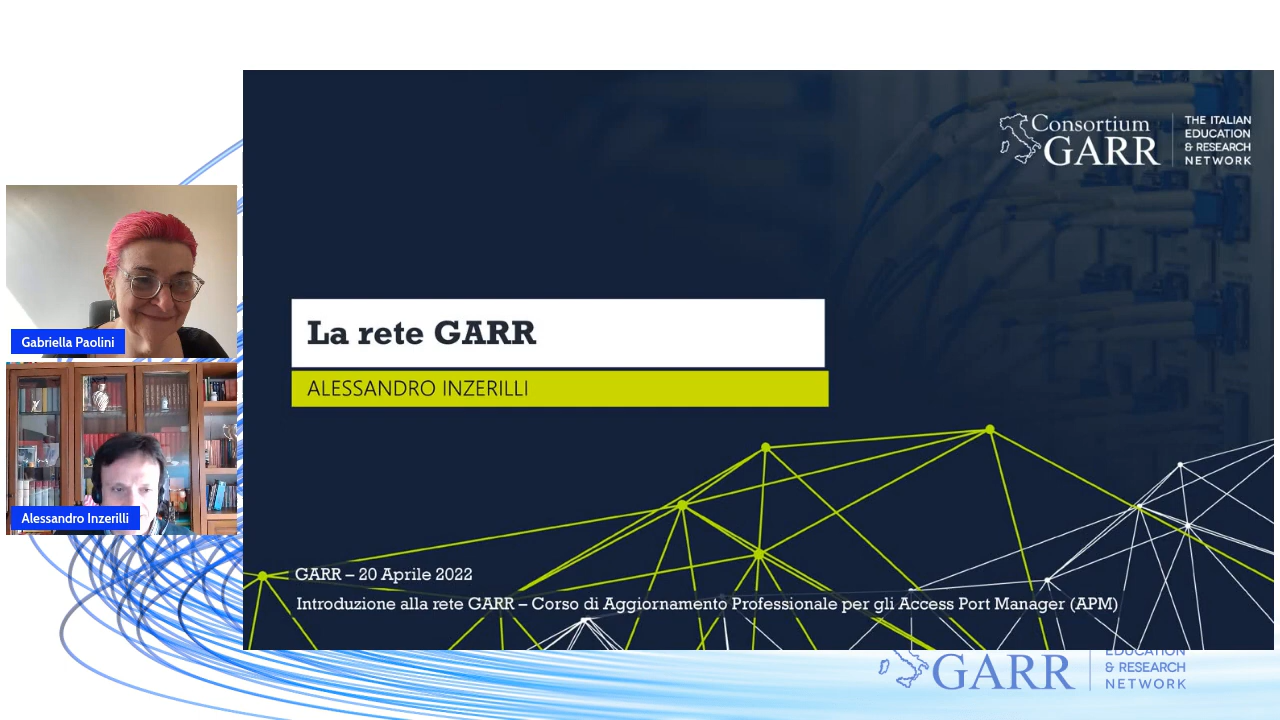 Consortium
GARR
THE ITALIAN
EDUCATION
& RESEARCH
NETWORK
Gabriella Paolini
La rete GARR
ALESSANDRO INZERILLI
Alessandro Inzerilli
GARR – 20 Aprile 2022
Introduzione alla rete GARR – Corso di Aggiornamento Professionale per gli Access Port Manager (APM)
GARR
EDUCATION
& RESEARCH
NETWORK